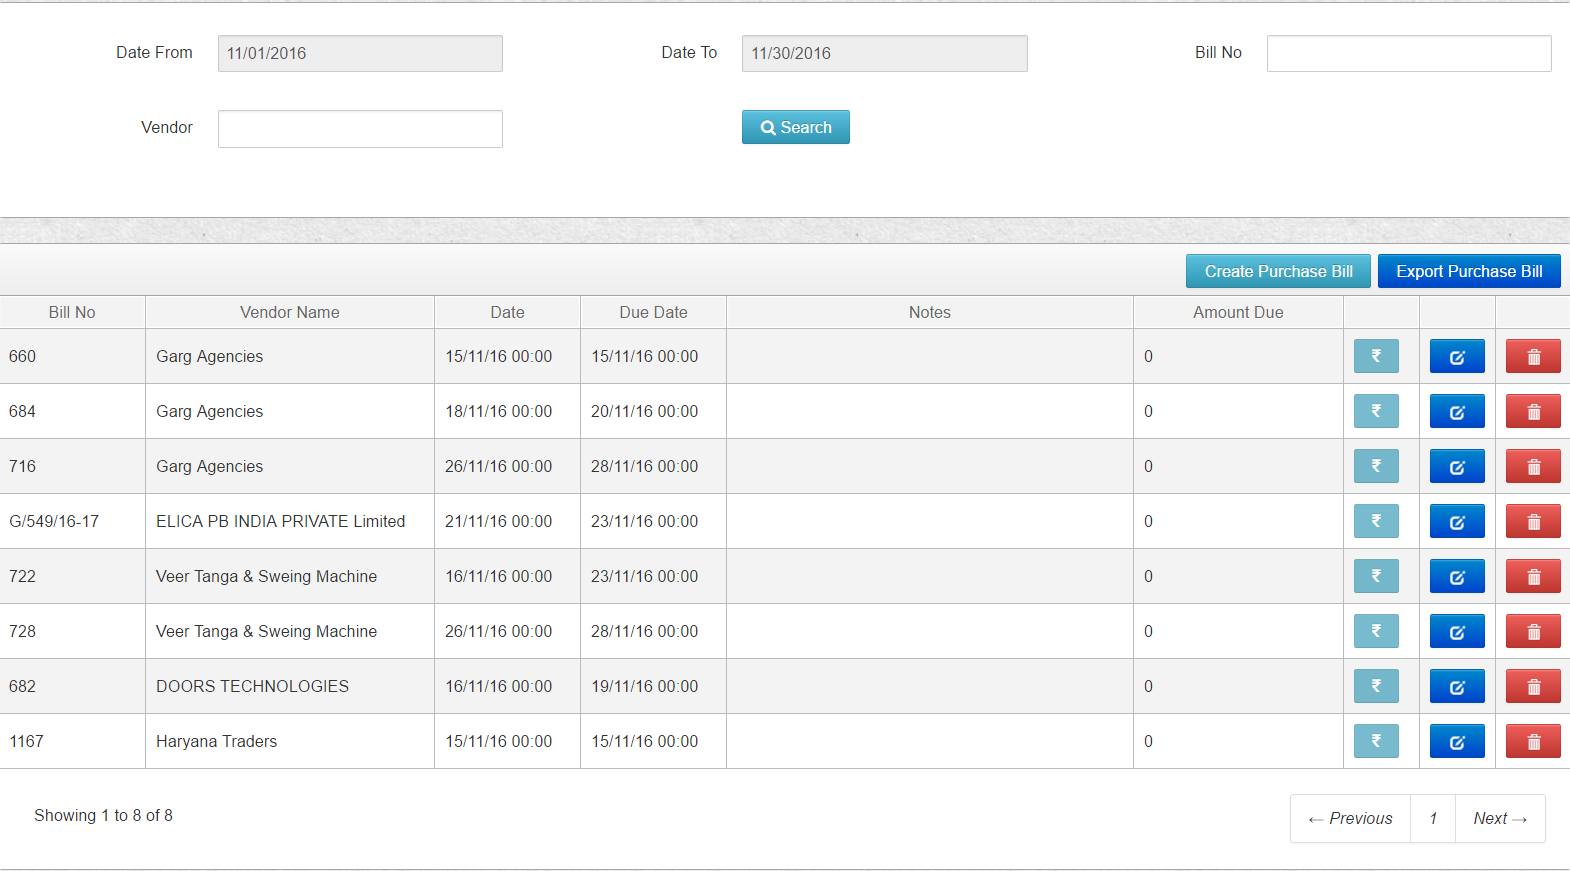 Date From 11/01/2016 Date To 11/30/2016 Bill No
Vendor Search
Create Purchase Bill Export Purchase Bill
Bill No Vendor Name Date Due Date Notes Amount Due
660 Garg Agencies 15/11/16 00:00 15/11/16 00:00 0 ₹
684 Garg Agencies 18/11/16 00:00 20/11/16 00:00 0 ₹
716 Garg Agencies 26/11/16 00:00 28/11/16 00:00 0 ₹
G/549/16-17 ELICA PB INDIA PRIVATE Limited 21/11/16 00:00 23/11/16 00:00 0 ₹
722 Veer Tanga & Sweing Machine 16/11/16 00:00 23/11/16 00:00 0 ₹
728 Veer Tanga & Sweing Machine 26/11/16 00:00 28/11/16 00:00 0 ₹
682 DOORS TECHNOLOGIES 16/11/16 00:00 19/11/16 00:00 0 ₹
1167 Haryana Traders 15/11/16 00:00 15/11/16 00:00 0 ₹
Showing 1 to 8 of 8 ← Previous 1 Next →